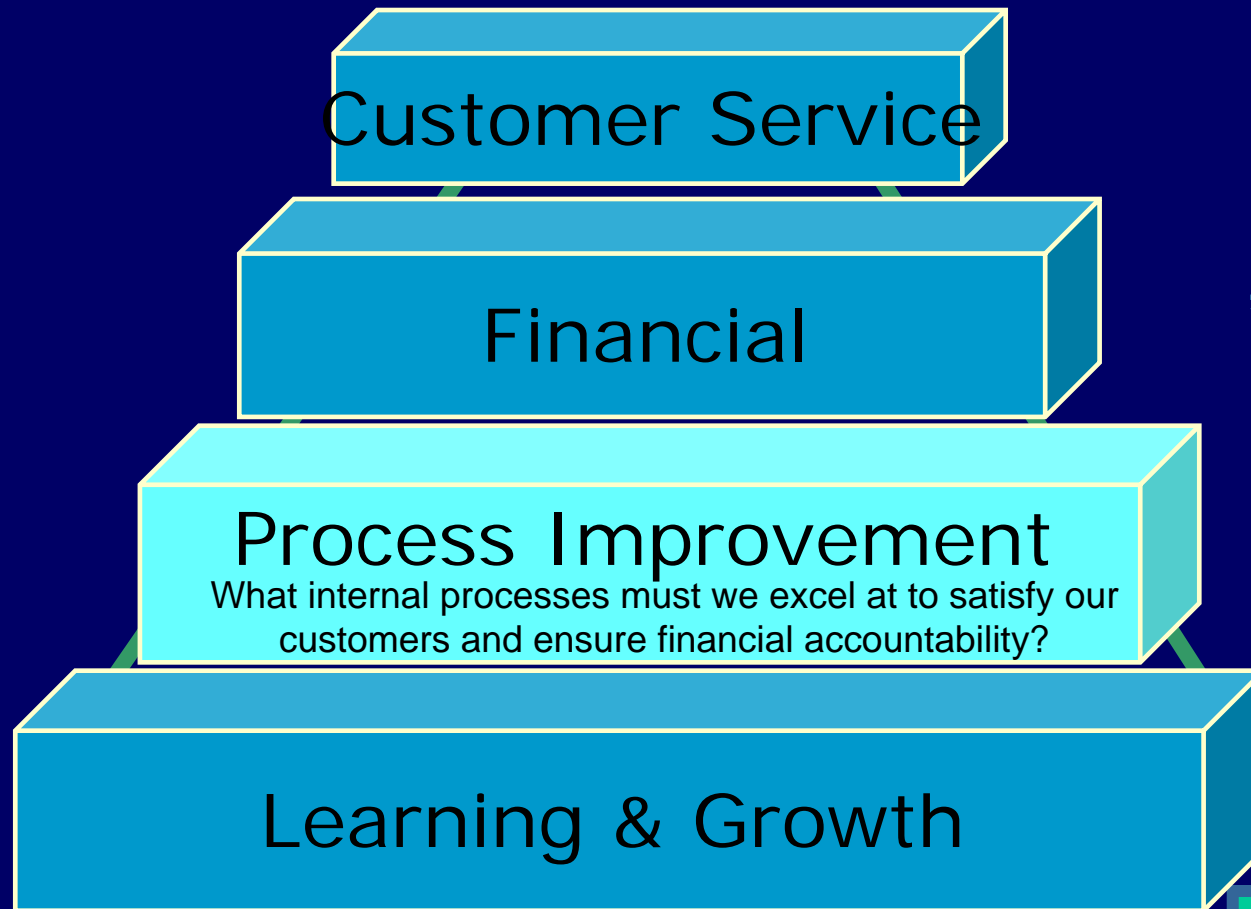 Customer Service
Financial
Process Improvement
What internal processes must we excel at to satisfy our
customers and ensure financial accountability?
Learning & Growth